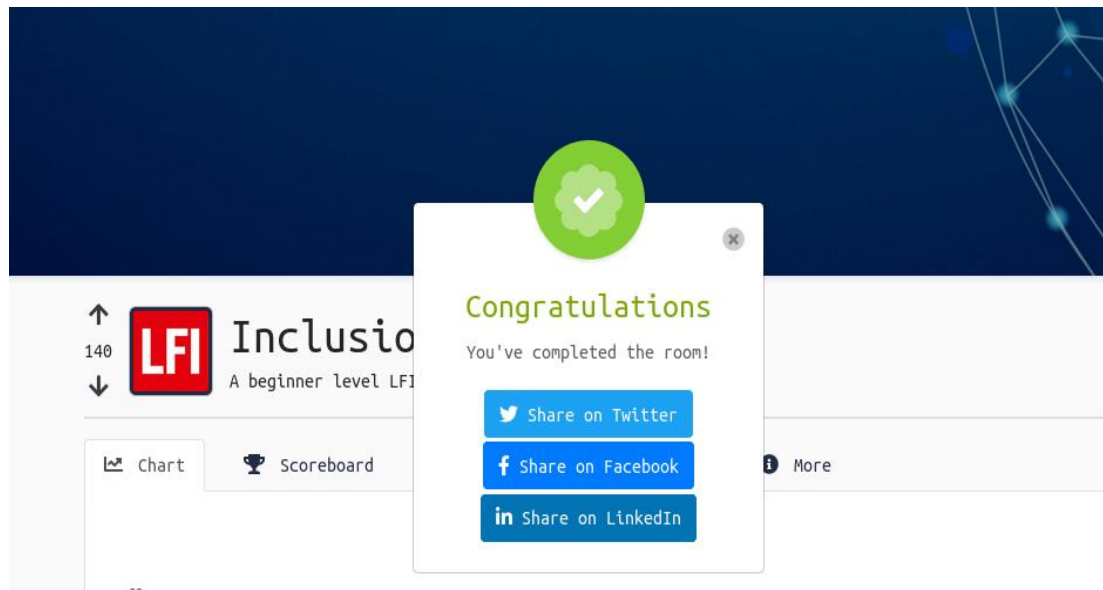 Congratulations
You've completed the room!
140
LFI
Inclusio
A beginner level LFI
Share on Twitter
Share on Facebook
in Share on LinkedIn
Chart
Scoreboard
More